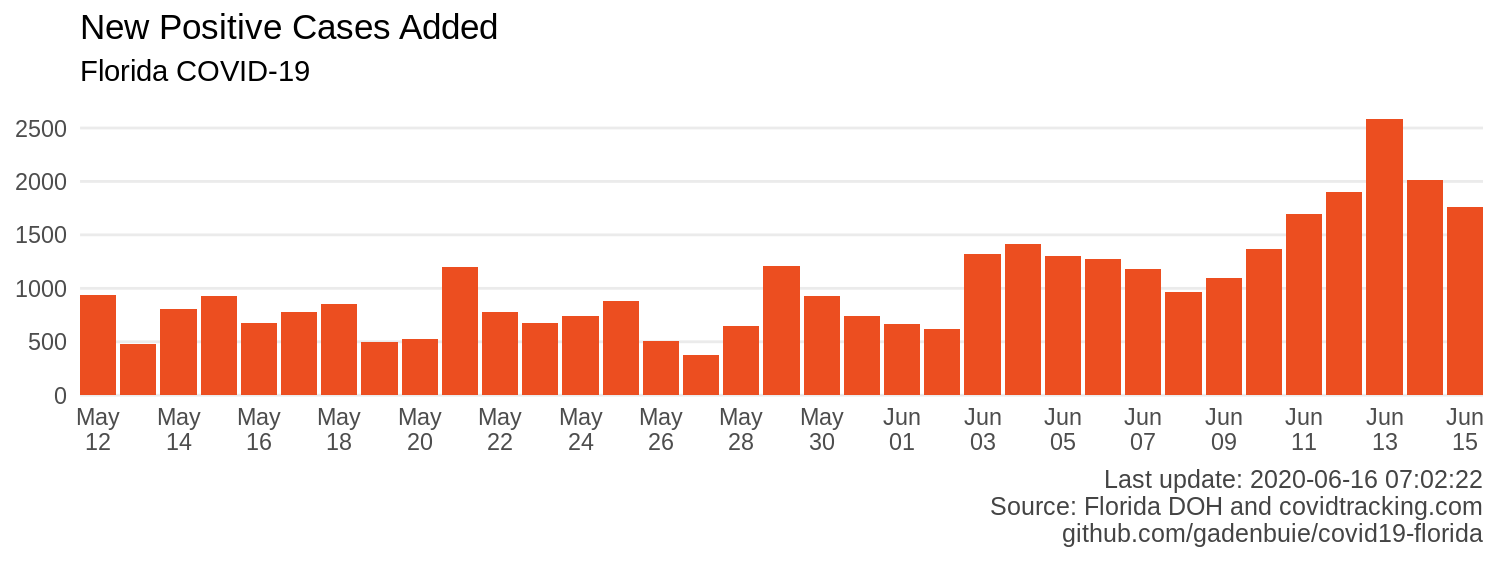 New Positive Cases Added
Florida COVID-19
2500
2000
1500
1000
500
0
May May May May May May May May May May Jun Jun Jun Jun Jun Jun Jun Jun
12 14 16 18 20 22 24 26 28 30 01 03 05 07 09 11 13 15
Last update: 2020-06-16 07:02:22
Source: Florida DOH and covidtracking.com
github.com/gadenbuie/covid19-florida